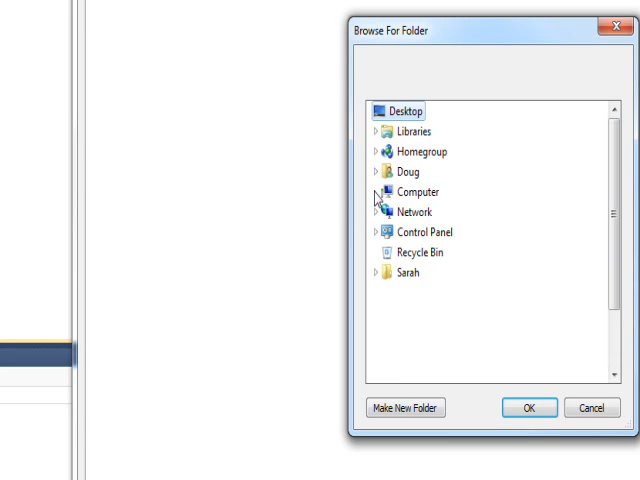 Browse For Folder
Desktop
Libraries
Homegroup
Doug
Computer
Network
Control Panel
Recycle Bin
Sarah
Make New Folder
OK
Cancel